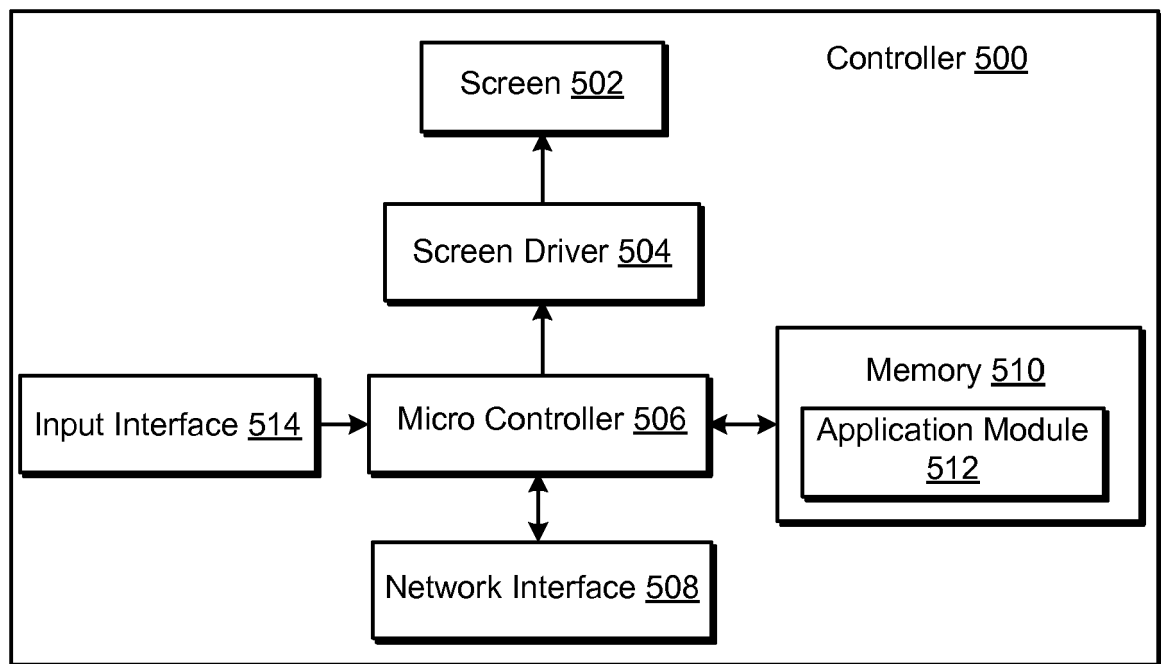 Controller 500
Screen 502
Screen Driver 504
Memory 510
Input Interface 514
Micro Controller 506
Application Module
512
Network Interface 508